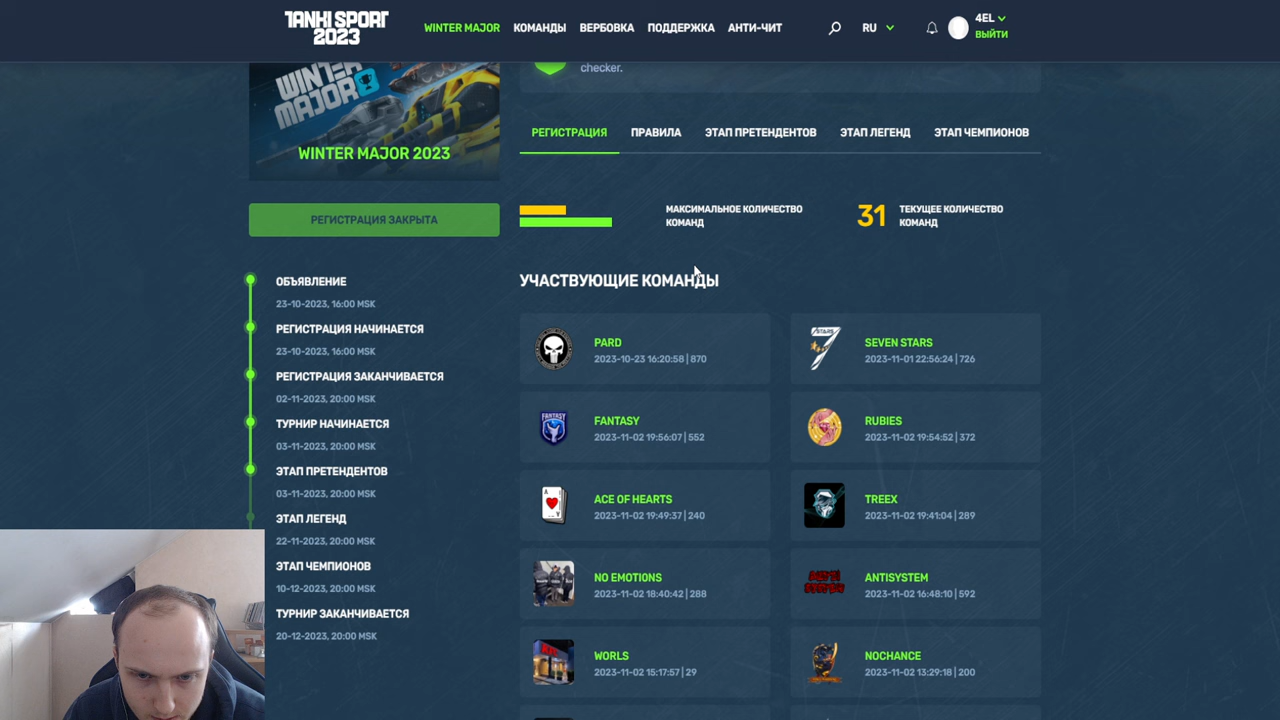 TANKI SPORT
2023
WINTER MAJOR
КОМАНДЫ
ВЕРБОВКА
ПОДДЕРЖКА
АНТИ-ЧИТ
RU
4EL
ВЫЙТИ
WINTER
MAJOR
WINTER MAJOR 2023
РЕГИСТРАЦИЯ ЗАКРЫТА
ОБЪЯВЛЕНИЕ
23-10-2023, 16:00 MSK
РЕГИСТРАЦИЯ НАЧИНАЕТСЯ
23-10-2023, 16:00 MSK
РЕГИСТРАЦИЯ ЗАКАНЧИВАЕТСЯ
02-11-2023, 20:00 MSK
ТУРНИР НАЧИНАЕТСЯ
03-11-2023, 20:00 MSK
ЭТАП ПРЕТЕНДЕНТОВ
03-11-2023, 20:00 MSK
ЭТАП ЛЕГЕНД
22-11-2023, 20:00 MSK
ЭТАП ЧЕМПИОНОВ
10-12-2023, 20:00 MSK
ТУРНИР ЗАКАНЧИВАЕТСЯ
20-12-2023, 20:00 MSK
checker.
РЕГИСТРАЦИЯ
ПРАВИЛА
ЭТАП ПРЕТЕНДЕНТОВ
ЭТАП ЛЕГЕНД
ЭТАП ЧЕМПИОНОВ
МАКСИМАЛЬНОЕ КОЛИЧЕСТВО
КОМАНД
31
ТЕКУЩЕЕ КОЛИЧЕСТВО
КОМАНД
УЧАСТВУЮЩИЕ КОМАНДЫ
PARD
2023-10-23 16:20:58 | 870
7 STARS
SEVEN STARS
2023-11-01 22:56:24 | 726
FANTASY
FANTASY
2023-11-02 19:56:07 | 552
RUBIES
2023-11-02 19:54:52 | 372
A
ACE OF HEARTS
2023-11-02 19:49:37 | 240
TREEX
2023-11-02 19:41:04 | 289
NO EMOTIONS
2023-11-02 18:40:42 | 288
ANTISYSTEM
2023-11-02 16:48:10 | 592
WORLS
2023-11-02 15:17:57 | 29
NOCHANCE
2023-11-02 13:29:18 | 200